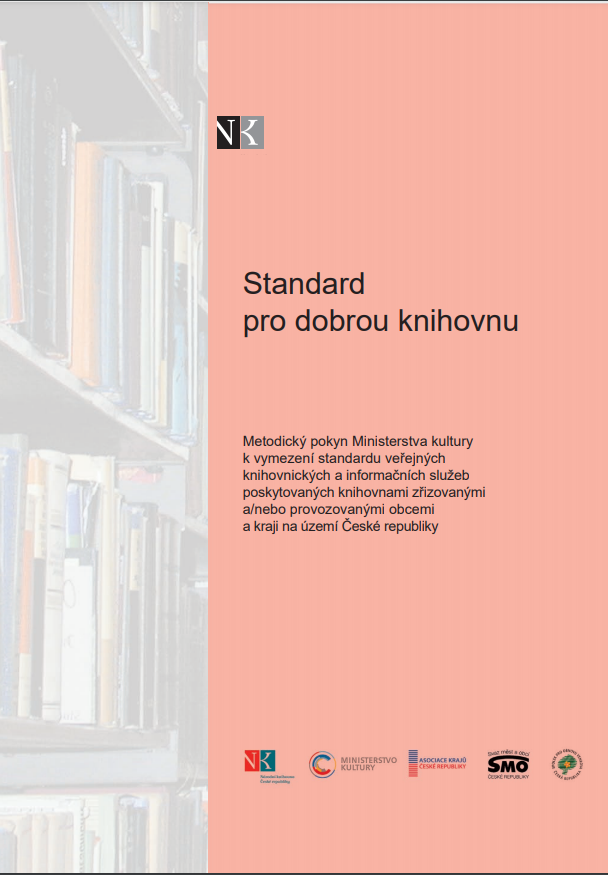 NK
Standard
pro dobrou knihovnu
Metodický pokyn Ministerstva kultury
k vymezení standardu veřejných
knihovnických a informačních služeb
poskytovaných knihovnami zřizovanými
a/nebo provozovanými obcemi
a kraji na území České republiky
NK
Národní knihovna
České republiky
MINISTERSTVO
KULTURY
ASOCIACE KRAJŮ
ČESKÉ REPUBLIKY
Svaz měst a obcí
SMO
ČESKÉ REPUBLIKY